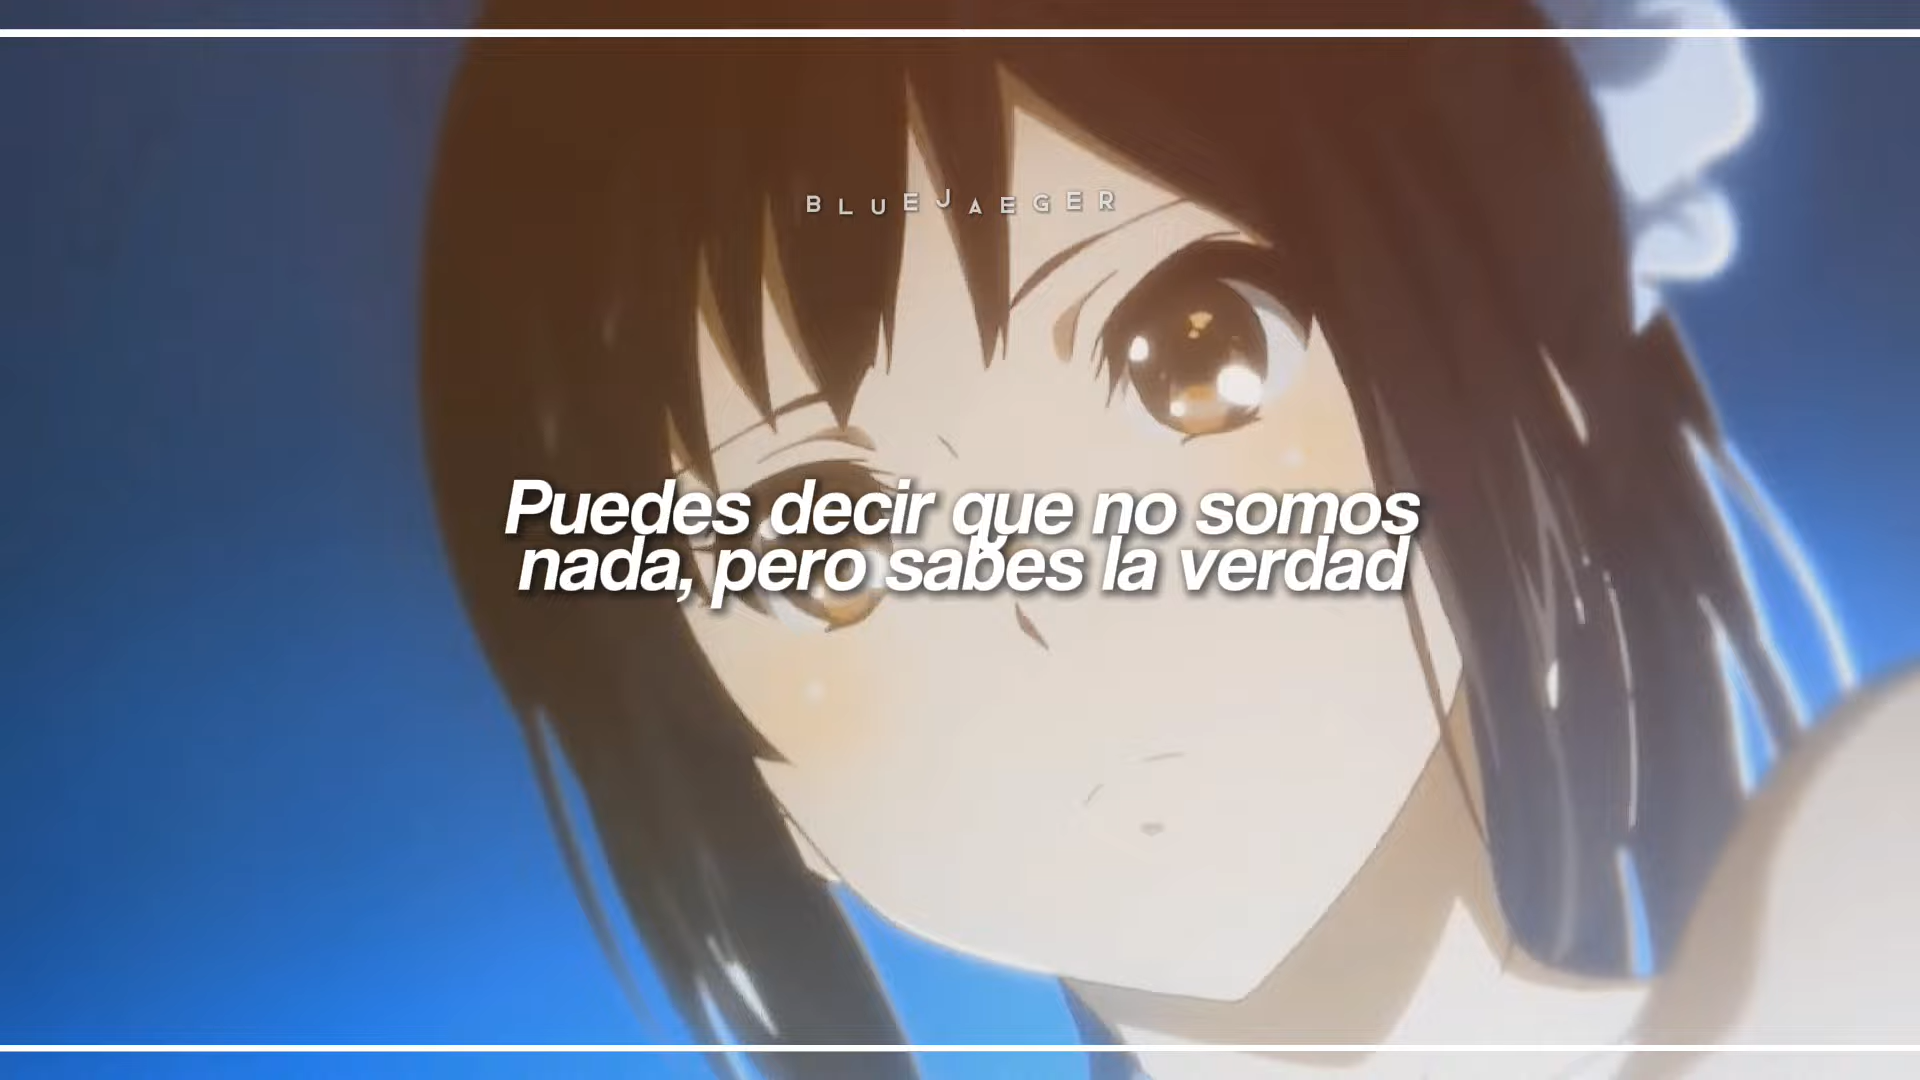 BLUEJAEGER
Puedes decir que no somos
nada, pero sabes la verdad